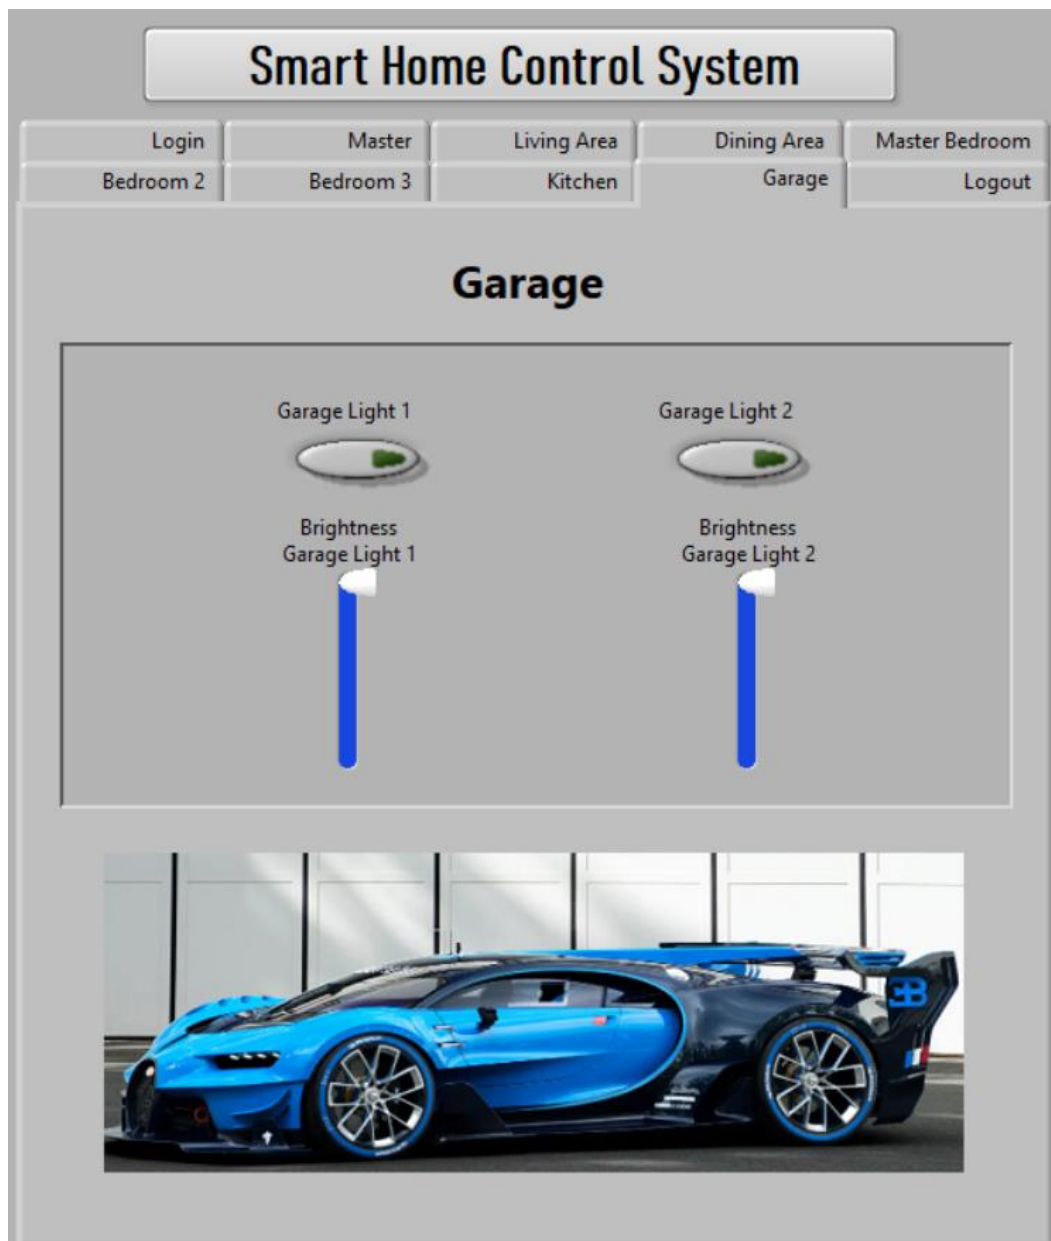 Smart Home Control System
Login Master Living Area Dining Area Master Bedroom
Bedroom 2 Bedroom 3 Kitchen Garage Logout
Garage
Garage Light 1 Garage Light 2
Brightness Brightness
Garage Light 1 Garage Light 2